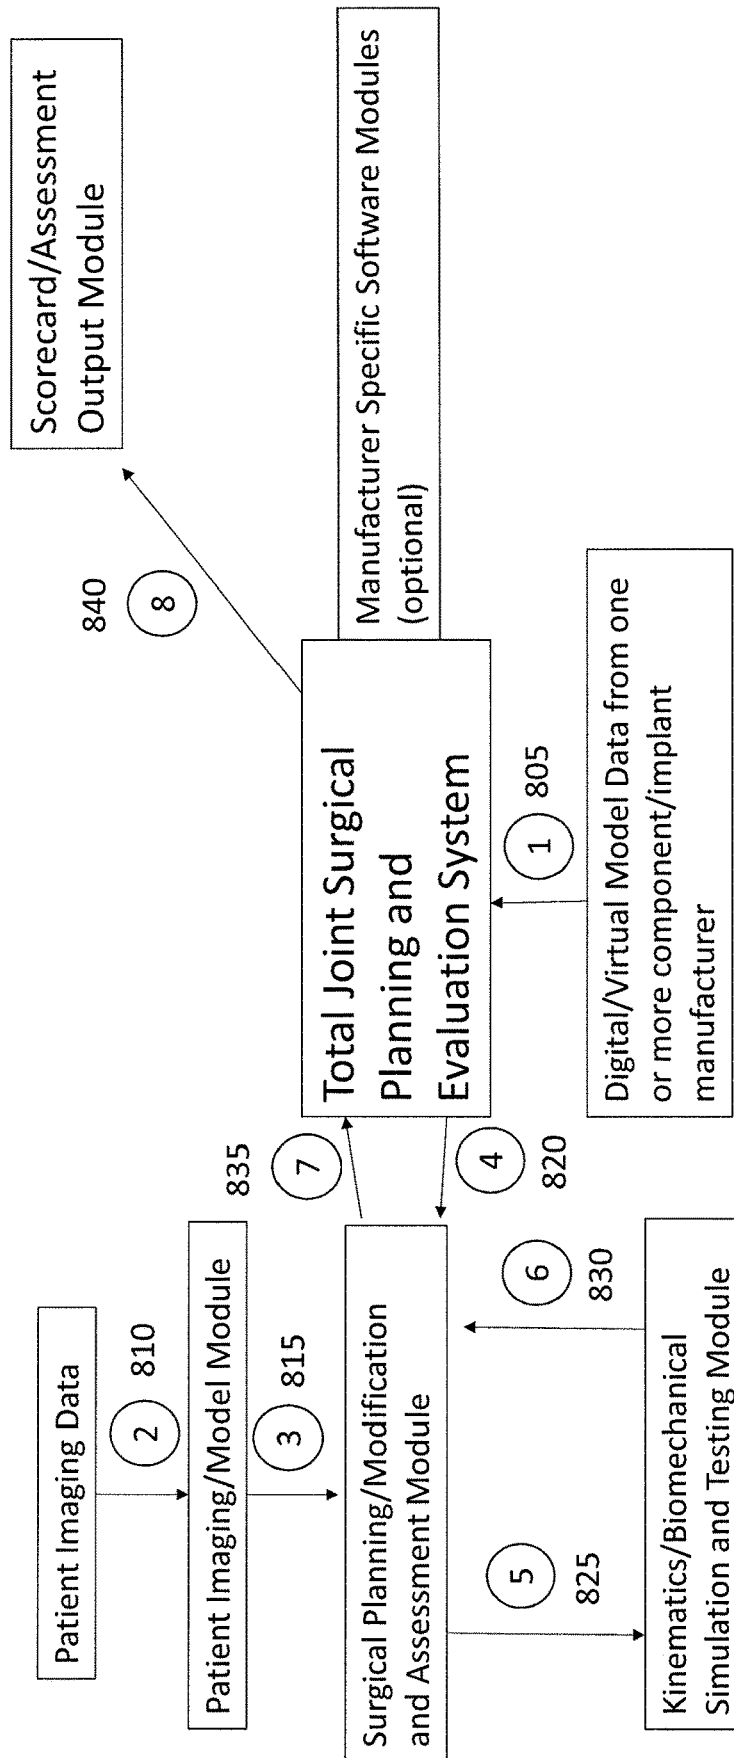 Patient Imaging Data
2
810
Patient Imaging/Model Module
3
815
Surgical Planning/Modification
and Assessment Module
5
825
6
830
Kinematics/Biomechanical
Simulation and Testing Module
835
7
4
820
Total Joint Surgical
Planning and
Evaluation System
1
805
Digital/Virtual Model Data from one
or more component/implant
manufacturer
840
8
Manufacturer Specific Software Modules
(optional)
Scorecard/Assessment
Output Module